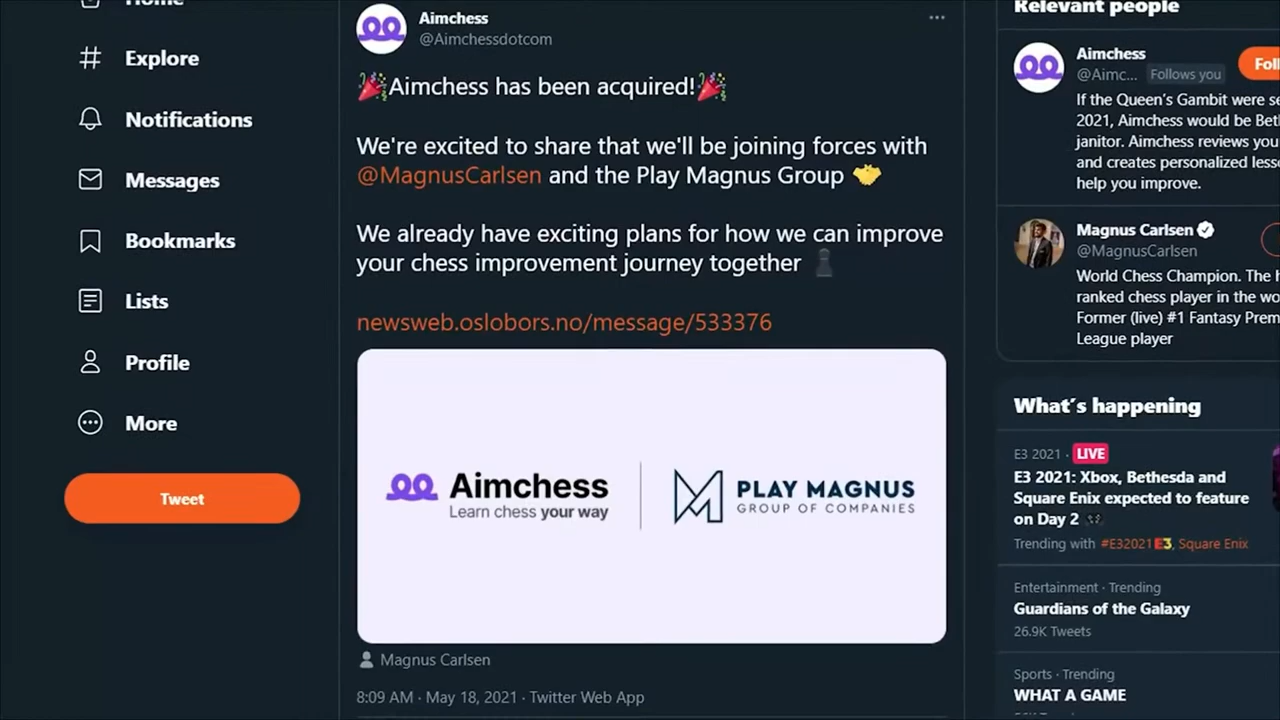 Home
Explore
Notifications
Messages
Bookmarks
Lists
Profile
More
Tweet
Aimchess
@Aimchessdotcom
🎉Aimchess has been acquired!🎉
We're excited to share that we'll be joining forces with
@MagnusCarlsen and the Play Magnus Group 🤝
We already have exciting plans for how we can improve
your chess improvement journey together ♟
newsweb.oslobors.no/message/533376
Aimchess
Learn chess your way
PLAY MAGNUS
GROUP OF COMPANIES
Magnus Carlsen
8:09 AM · May 18, 2021 · Twitter Web App
Relevant people
Aimchess
@Aimc... Follows you
Foll
If the Queen's Gambit were se
2021, Aimchess would be Bet
janitor. Aimchess reviews you
and creates personalized less
help you improve.
Magnus Carlsen
@MagnusCarlsen
World Chess Champion. The h
ranked chess player in the wo
Former (live) #1 Fantasy Prem
League player
What's happening
E3 2021 · LIVE
E3 2021: Xbox, Bethesda and
Square Enix expected to feature
on Day 2
Trending with #E32021 E3, Square Enix
Entertainment · Trending
Guardians of the Galaxy
26.9K Tweets
Sports · Trending
WHAT A GAME